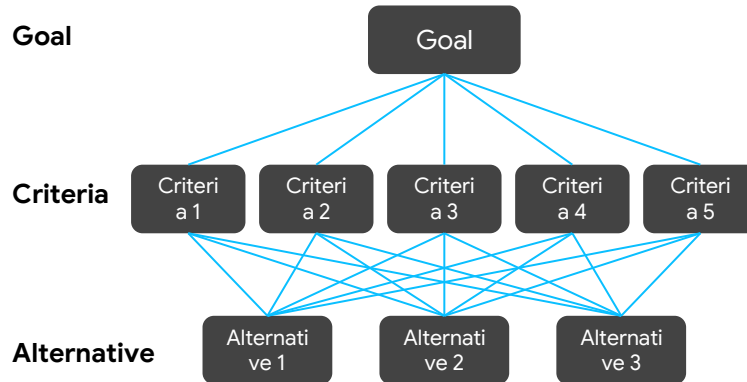 Goal
Goal
Criteria
Criteri
a 1
Criteri
a 2
Criteri
a 3
Criteri
a 4
Criteri
a 5
Alternative
Alternati
ve 1
Alternati
ve 2
Alternati
ve 3